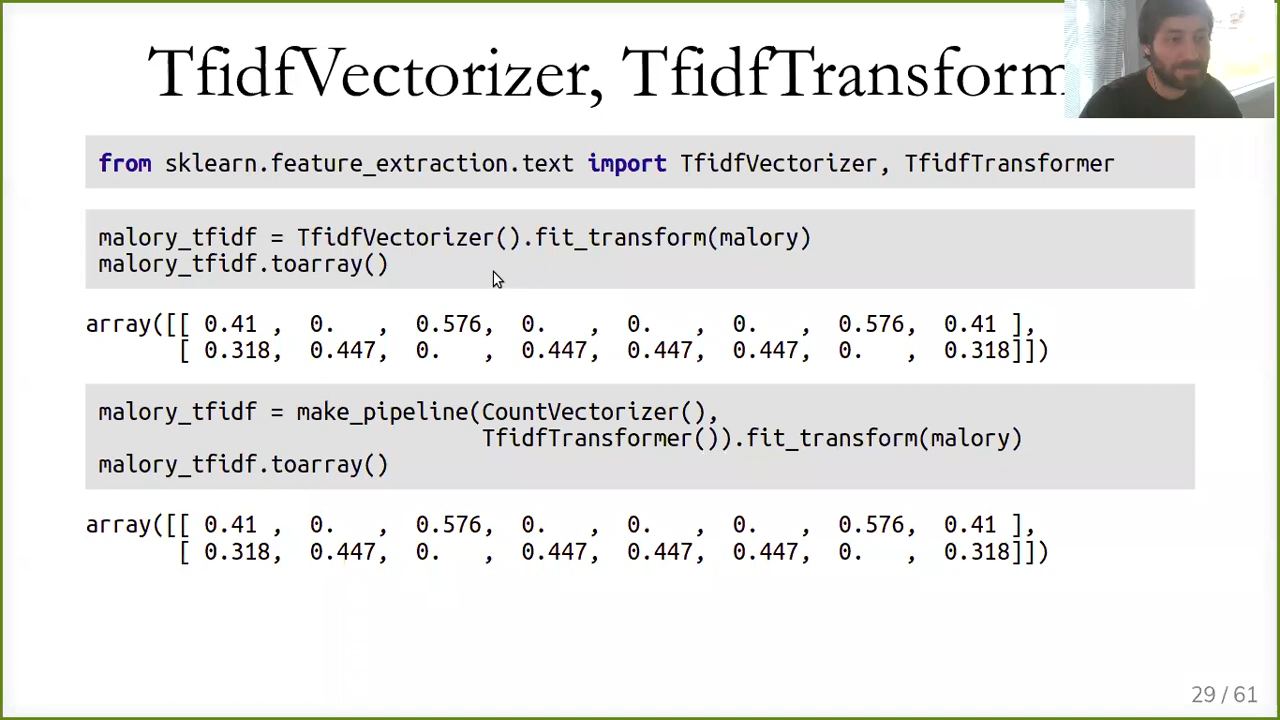 TfidfVectorizer, TfidfTransform
from sklearn.feature_extraction.text import TfidfVectorizer, TfidfTransformer
malory_tfidf = TfidfVectorizer().fit_transform(malory)
malory_tfidf.toarray()
array([[ 0.41 , 0. , 0.576, 0. , 0. , 0. , 0.576, 0.41 ],
[ 0.318, 0.447, 0. , 0.447, 0.447, 0.447, 0. , 0.318]])
malory_tfidf = make_pipeline(CountVectorizer(),
TfidfTransformer()).fit_transform(malory)
malory_tfidf.toarray()
array([[ 0.41 , 0. , 0.576, 0. , 0. , 0. , 0.576, 0.41 ],
[ 0.318, 0.447, 0. , 0.447, 0.447, 0.447, 0. , 0.318]])
29 / 61